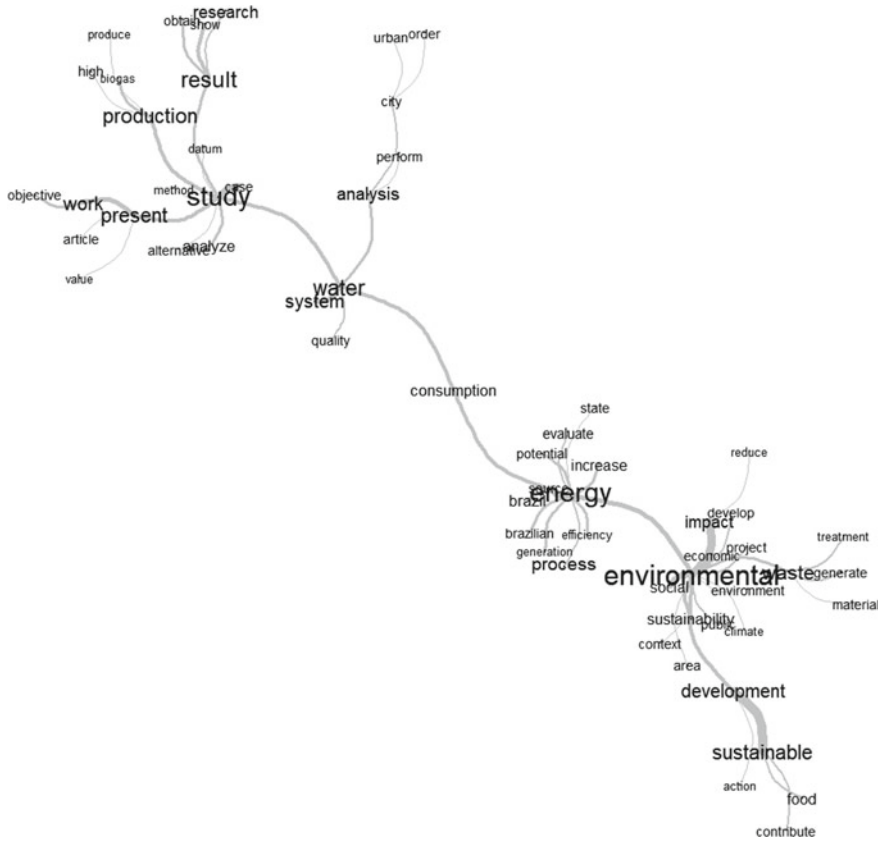 obtain
research
show
produce
result
high
biogas
production
datum
urban
order
city
perform
analysis
method
case
study
objective
work
present
article
alternative
analyze
value
water
system
quality
consumption
state
evaluate
potential
increase
source
energy
brazil
brazilian
efficiency
generation
process
reduce
develop
impact
economic
project
treatment
environmental
waste
generate
social
environment
material
sustainability
public
climate
context
area
development
sustainable
action
food
contribute